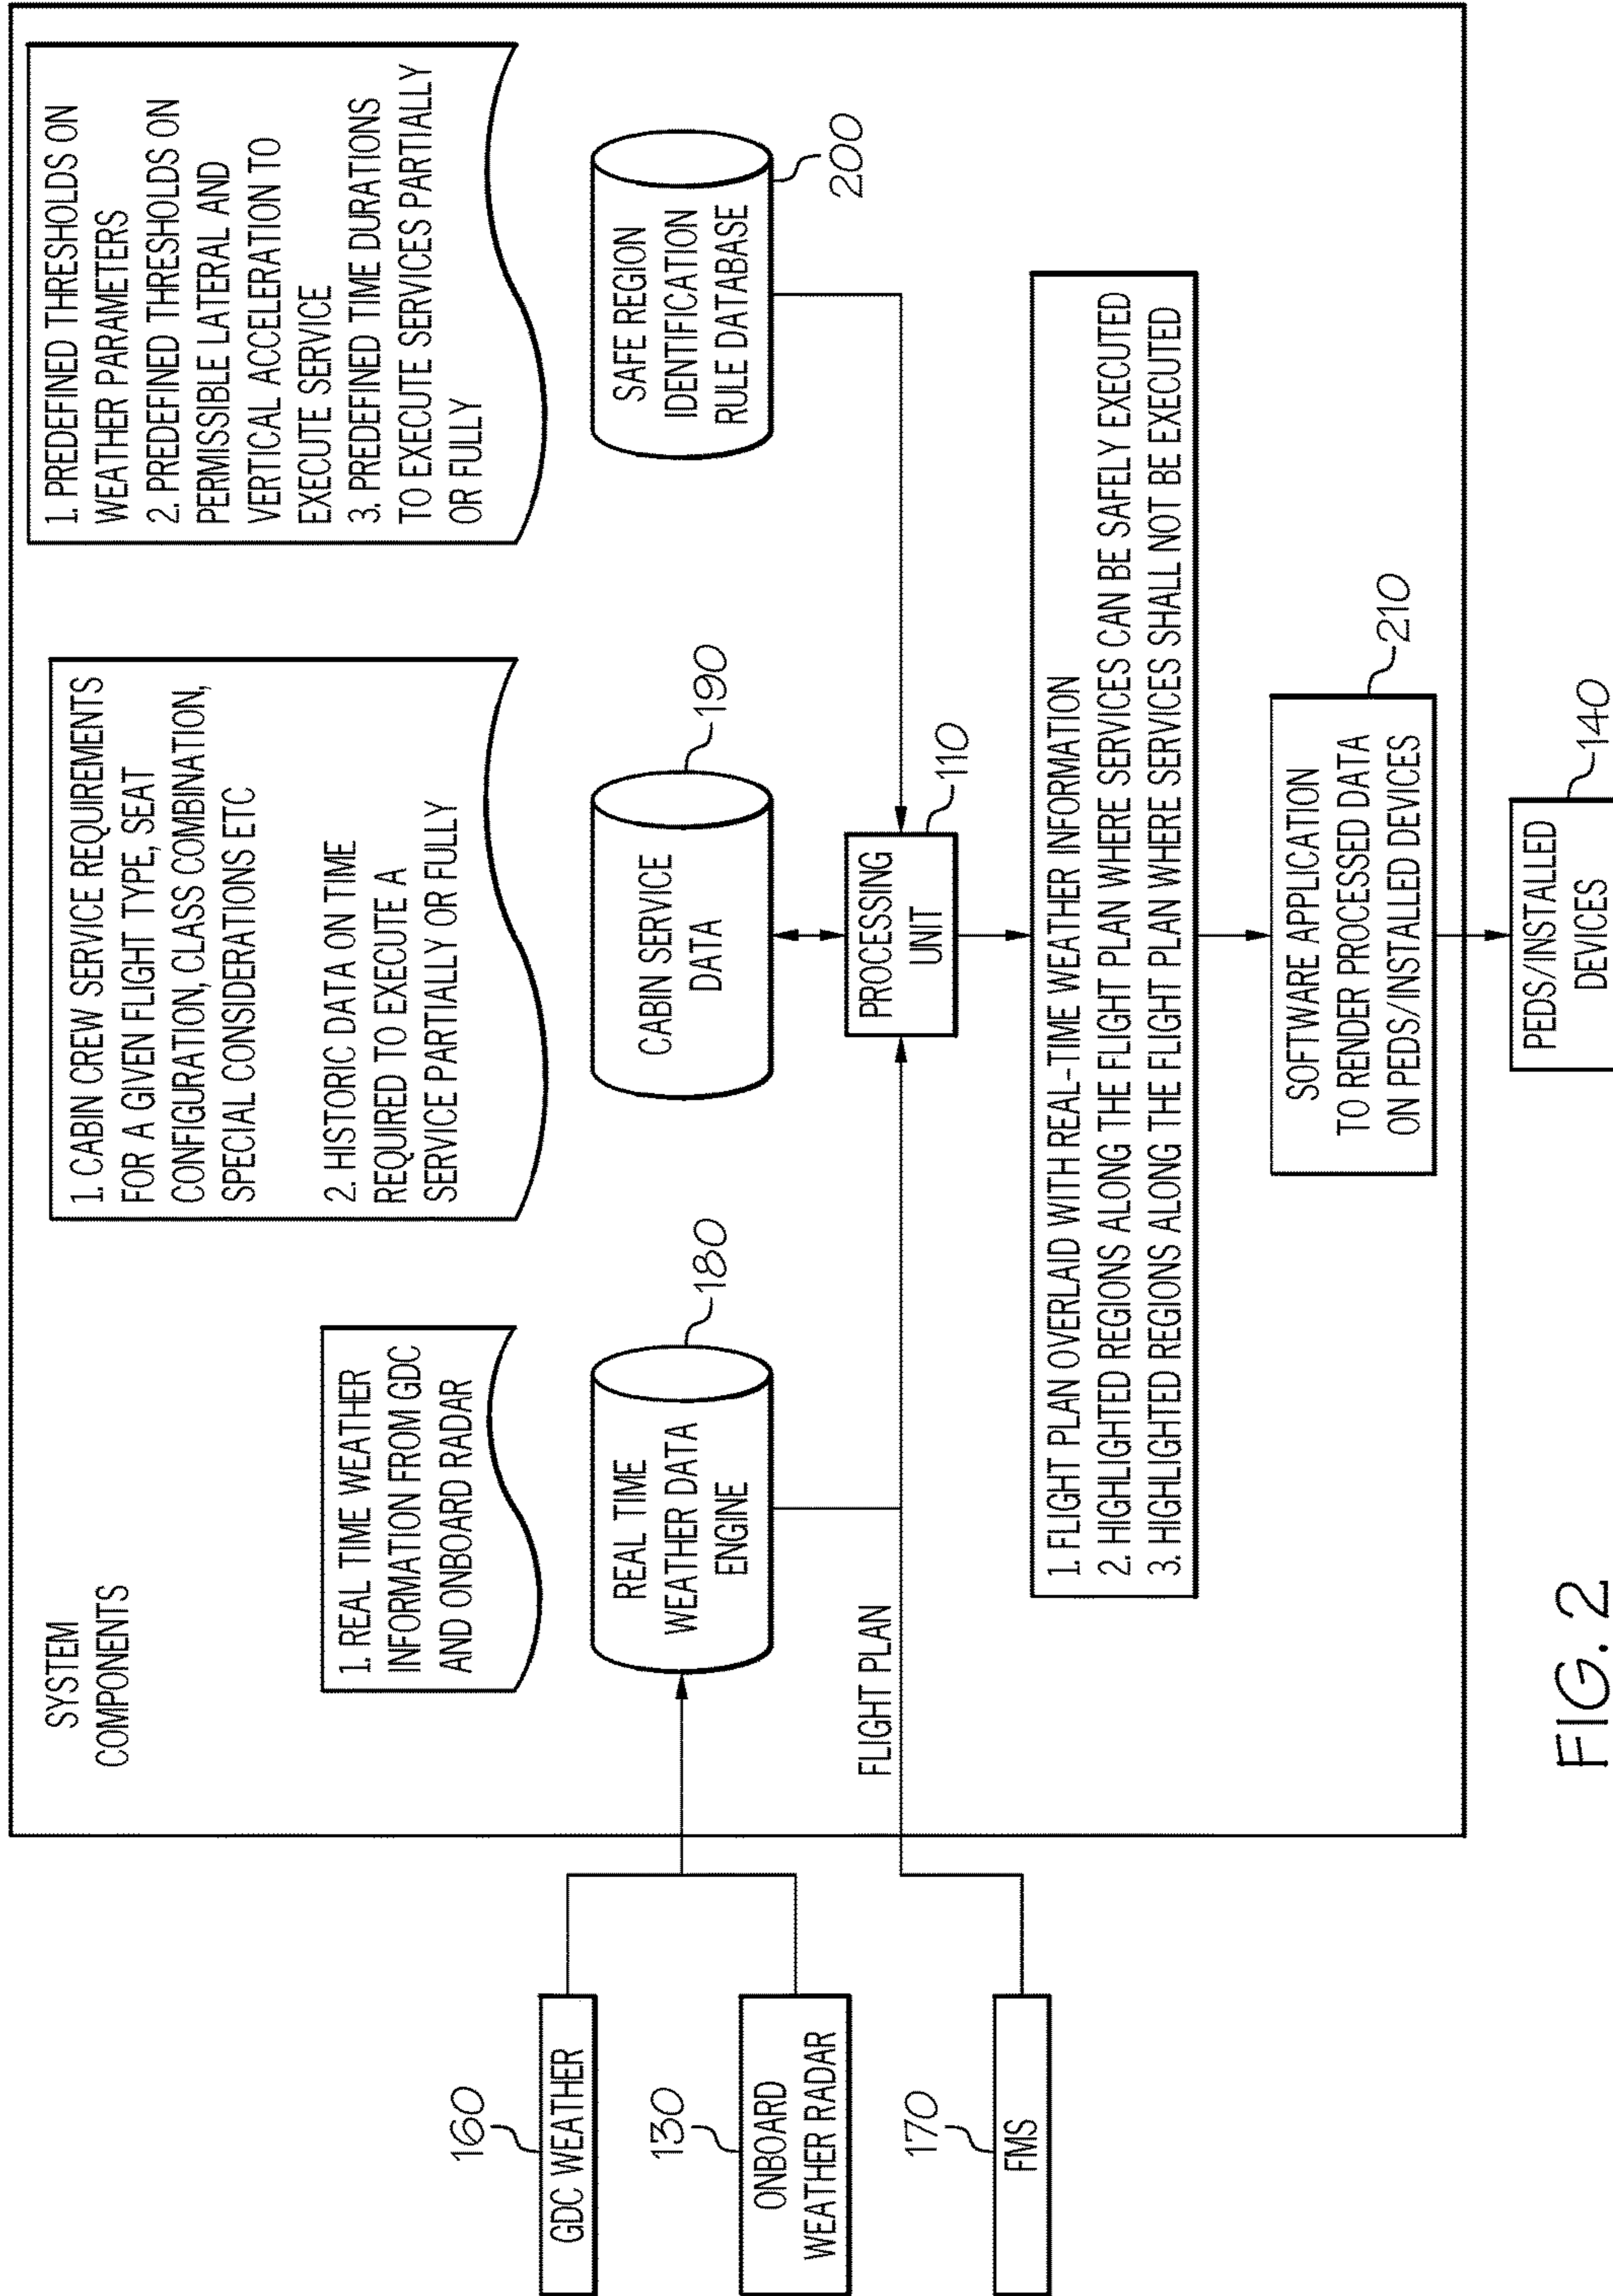 SYSTEM
COMPONENTS
1. REAL TIME WEATHER
INFORMATION FROM GDC
AND ONBOARD RADAR
1. CABIN CREW SERVICE REQUIREMENTS
FOR A GIVEN FLIGHT TYPE, SEAT
CONFIGURATION, CLASS COMBINATION,
SPECIAL CONSIDERATIONS ETC
2. HISTORIC DATA ON TIME
REQUIRED TO EXECUTE A
SERVICE PARTIALLY OR FULLY
1. PREDEFINED THRESHOLDS ON
WEATHER PARAMETERS
2. PREDEFINED THRESHOLDS ON
PERMISSIBLE LATERAL AND
VERTICAL ACCELERATION TO
EXECUTE SERVICE
3. PREDEFINED TIME DURATIONS
TO EXECUTE SERVICES PARTIALLY
OR FULLY
160
GDC WEATHER
130
ONBOARD
WEATHER RADAR
170
FMS
REAL TIME
WEATHER DATA
ENGINE
180
CABIN SERVICE
DATA
190
SAFE REGION
IDENTIFICATION
RULE DATABASE
200
FLIGHT PLAN
PROCESSING
UNIT
110
1. FLIGHT PLAN OVERLAID WITH REAL-TIME WEATHER INFORMATION
2. HIGHLIGHTED REGIONS ALONG THE FLIGHT PLAN WHERE SERVICES CAN BE SAFELY EXECUTED
3. HIGHLIGHTED REGIONS ALONG THE FLIGHT PLAN WHERE SERVICES SHALL NOT BE EXECUTED
SOFTWARE APPLICATION
TO RENDER PROCESSED DATA
ON PEDS/INSTALLED DEVICES
210
PEDS/INSTALLED
DEVICES
140
FIG. 2